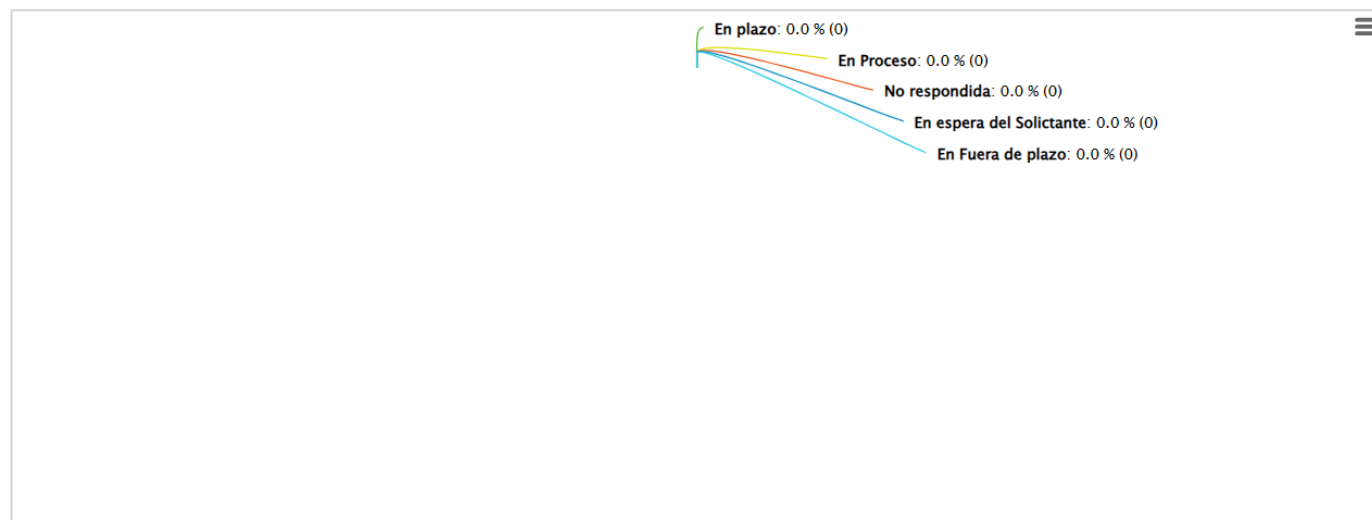 En plazo: 0.0 % (0)
En Proceso: 0.0 % (0)
No respondida: 0.0 % (0)
En espera del Solictante: 0.0 % (0)
En Fuera de plazo: 0.0 % (0)